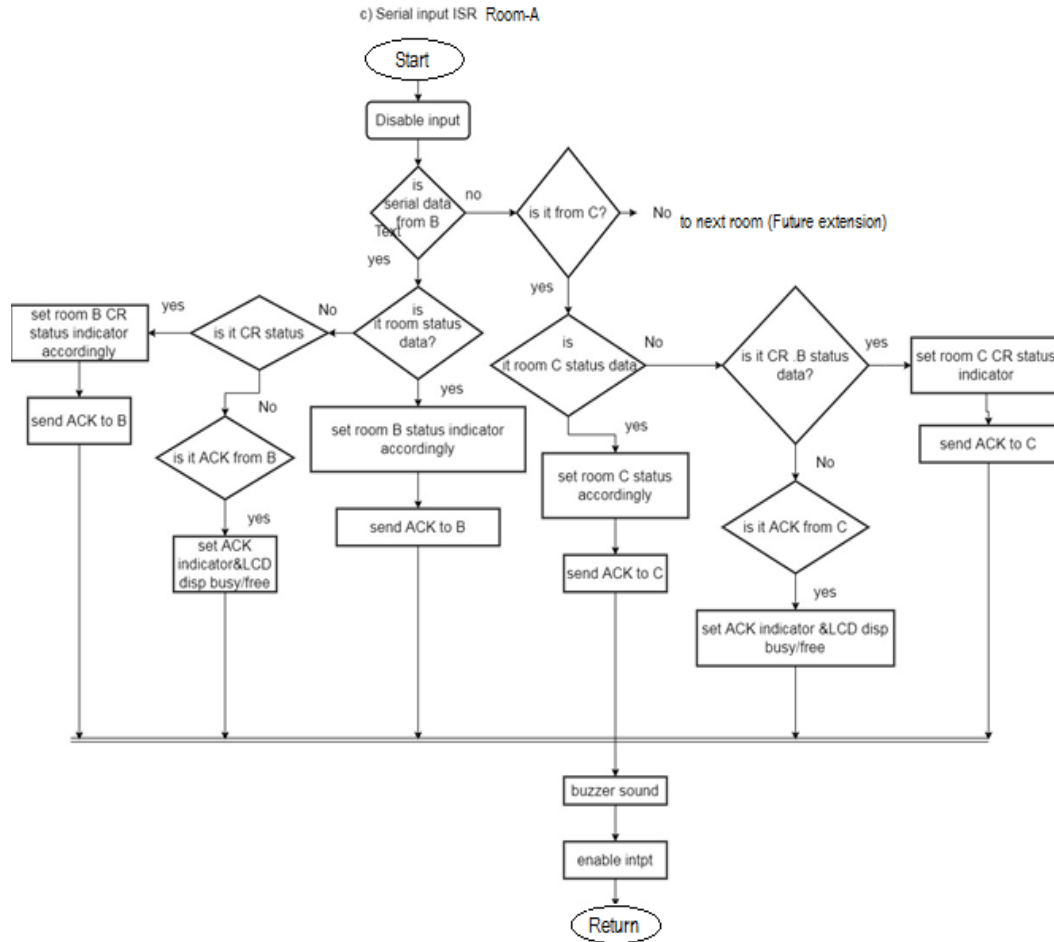 c) Serial input ISR Room-A
Start
Disable input
is
serial data
from B
Text
no
is it from C?
No
to next room (Future extension)
yes
yes
set room B CR
status indicator
accordingly
yes
is it CR status
No
is
it room status
data?
is
it room C status data
No
is it CR .B status
data?
yes
set room C CR status
indicator
send ACK to B
No
yes
set room B status indicator
accordingly
yes
send ACK to C
is it ACK from B
set room C status
accordingly
No
is it ACK from C
yes
send ACK to B
set ACK
indicator&LCD
disp busy/free
send ACK to C
yes
set ACK indicator &LCD disp
busy/free
buzzer sound
enable intpt
Return